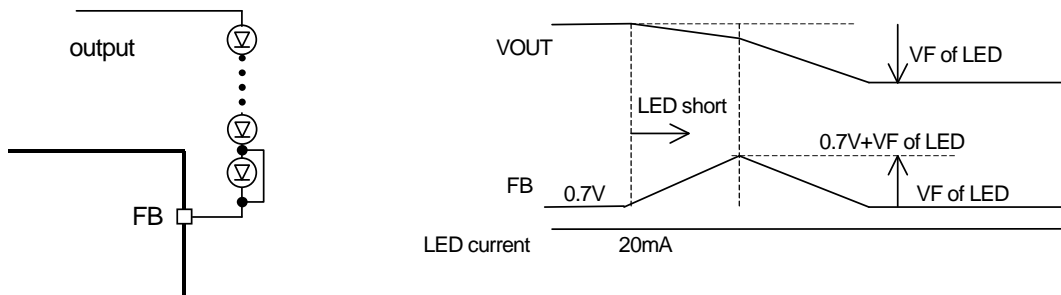 output
FB
VOUT
VF of LED
LED short
0.7V+VF of LED
FB
0.7V
VF of LED
LED current
20mA